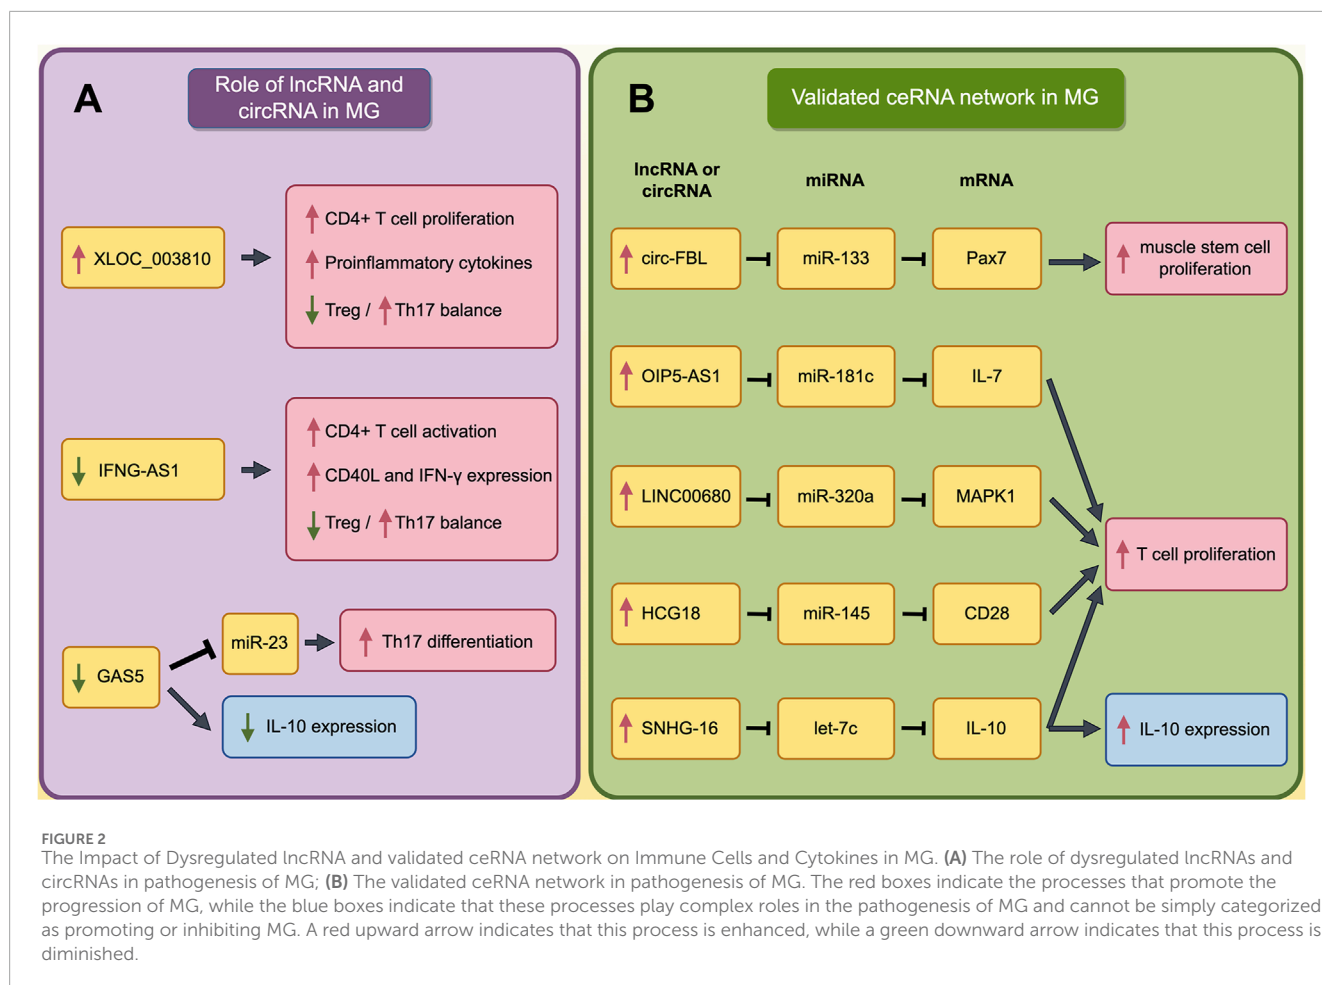 A
Role of lncRNA and
circRNA in MG
XLOC_003810
CD4+ T cell proliferation
Proinflammatory cytokines
Treg / Th17 balance
IFNG-AS1
CD4+ T cell activation
CD40L and IFN-γ expression
Treg / Th17 balance
GAS5
miR-23
Th17 differentiation
IL-10 expression
B
Validated ceRNA network in MG
lncRNA or
circRNA
miRNA
mRNA
circ-FBL
miR-133
Pax7
muscle stem cell
proliferation
OIP5-AS1
miR-181c
IL-7
LINC00680
miR-320a
MAPK1
T cell proliferation
HCG18
miR-145
CD28
SNHG-16
let-7c
IL-10
IL-10 expression
FIGURE 2
The Impact of Dysregulated lncRNA and validated ceRNA network on Immune Cells and Cytokines in MG. (A) The role of dysregulated lncRNAs and
circRNAs in pathogenesis of MG; (B) The validated ceRNA network in pathogenesis of MG. The red boxes indicate the processes that promote the
progression of MG, while the blue boxes indicate that these processes play complex roles in the pathogenesis of MG and cannot be simply categorized
as promoting or inhibiting MG. A red upward arrow indicates that this process is enhanced, while a green downward arrow indicates that this process is
diminished.